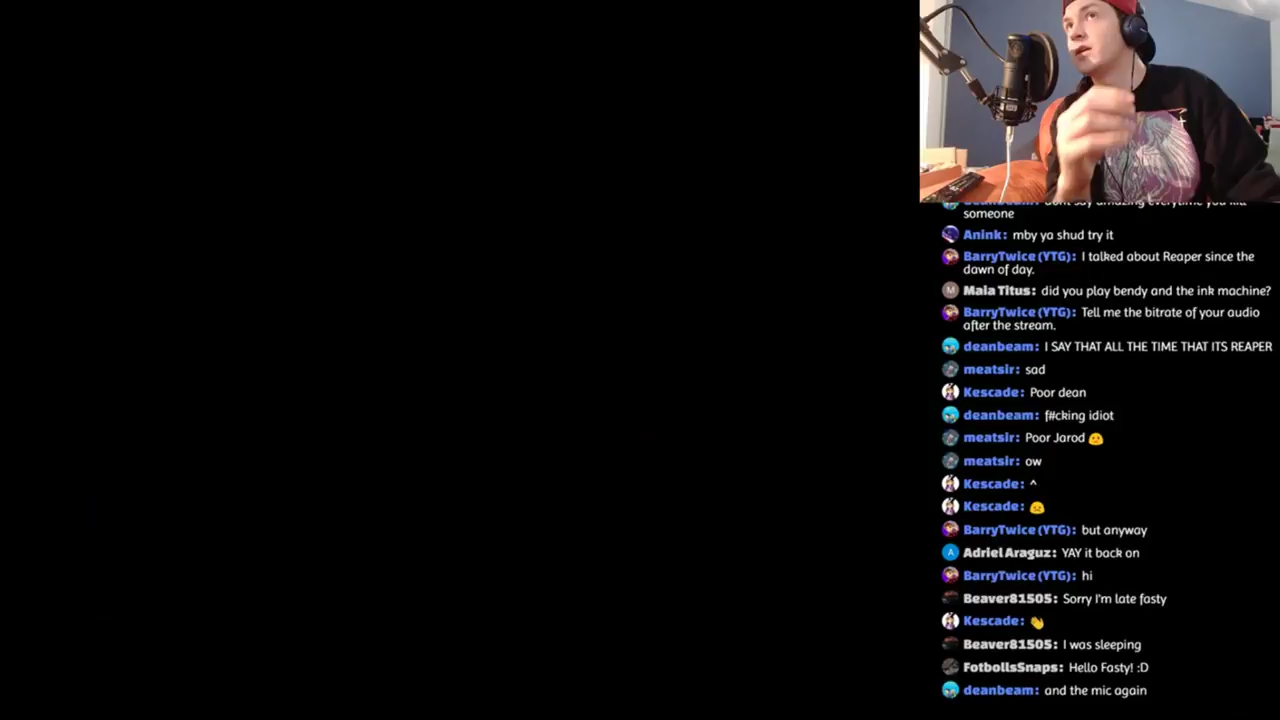 someone
Anink: mby ya shud try it
BarryTwice (YTG): I talked about Reaper since the
dawn of day.
M Maia Titus: did you play bendy and the ink machine?
BarryTwice (YTG): Tell me the bitrate of your audio
after the stream.
deanbeam: I SAY THAT ALL THE TIME THAT ITS REAPER
meatsir: sad
Kescade: Poor dean
deanbeam: f#cking idiot
meatsir: Poor Jarod 🙁
meatsir: ow
Kescade: ^
Kescade: 🙁
BarryTwice (YTG): but anyway
A Adriel Araguz: YAY it back on
BarryTwice (YTG): hi
Beaver81505: Sorry I'm late fasty
Kescade: 👏
Beaver81505: I was sleeping
FotbollsSnaps: Hello Fasty! :D
deanbeam: and the mic again